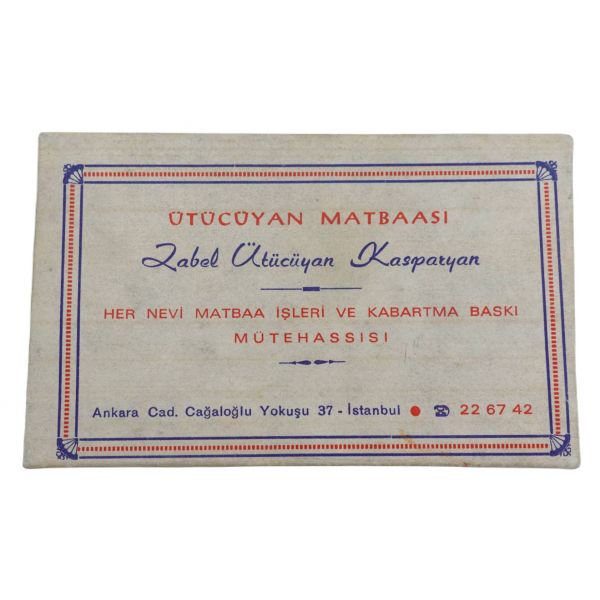 ÜTÜCÜYAN MATBAASI
Zabel Ütücüyan Kasparyan
HER NEVİ MATBAA İŞLERİ VE KABARTMA BASKI
MÜTEHASSISI
Ankara Cad. Cağaloğlu Yokuşu 37 - İstanbul ● ☎ 22 67 42